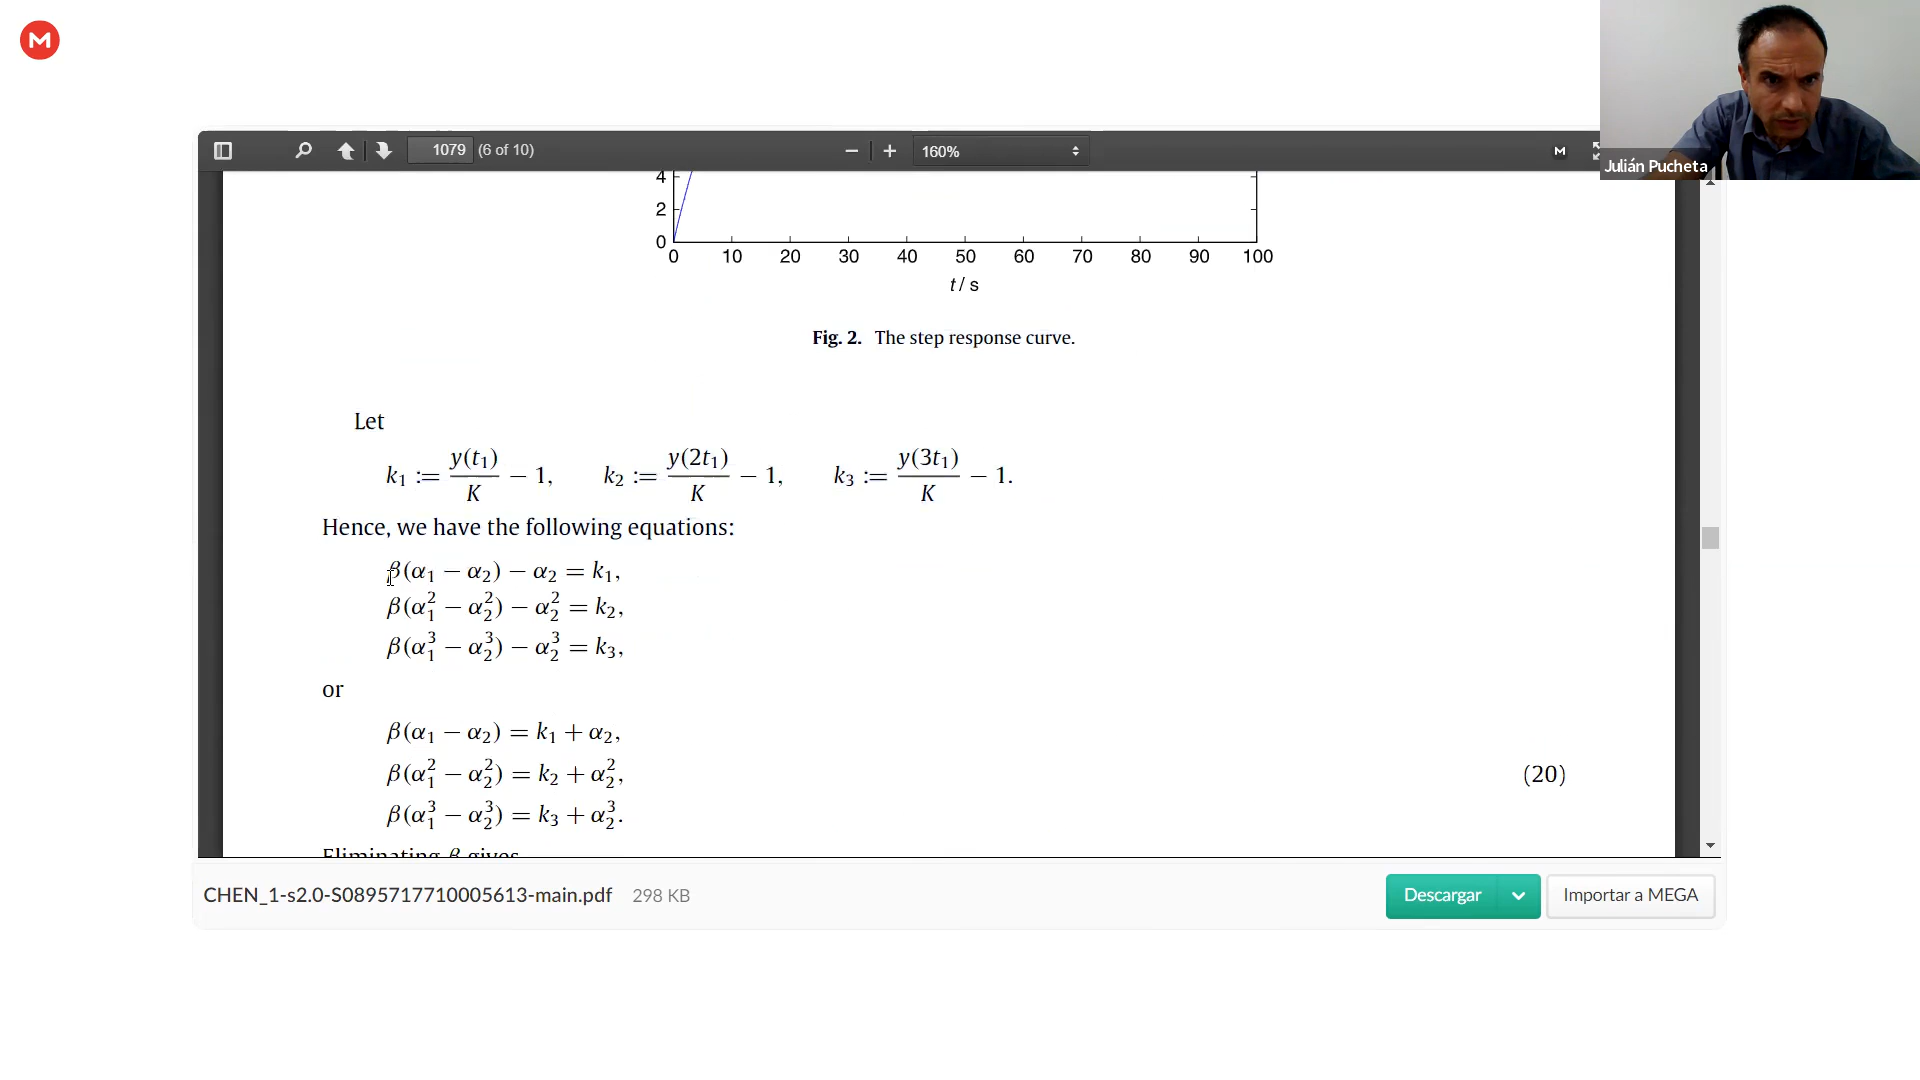 M
Julián Pucheta
1079 (6 of 10)
160%
M
4
2
0
0 10 20 30 40 50 60 70 80 90 100
t / s
Fig. 2. The step response curve.
Let
k₁ := y(t₁)/K − 1, k₂ := y(2t₁)/K − 1, k₃ := y(3t₁)/K − 1.
Hence, we have the following equations:
β(α₁ − α₂) − α₂ = k₁,
β(α₁² − α₂²) − α₂² = k₂,
β(α₁³ − α₂³) − α₂³ = k₃,
or
β(α₁ − α₂) = k₁ + α₂,
β(α₁² − α₂²) = k₂ + α₂², (20)
β(α₁³ − α₂³) = k₃ + α₂³.
Eliminating β gives
CHEN_1-s2.0-S0895717710005613-main.pdf 298 KB
Descargar
Importar a MEGA